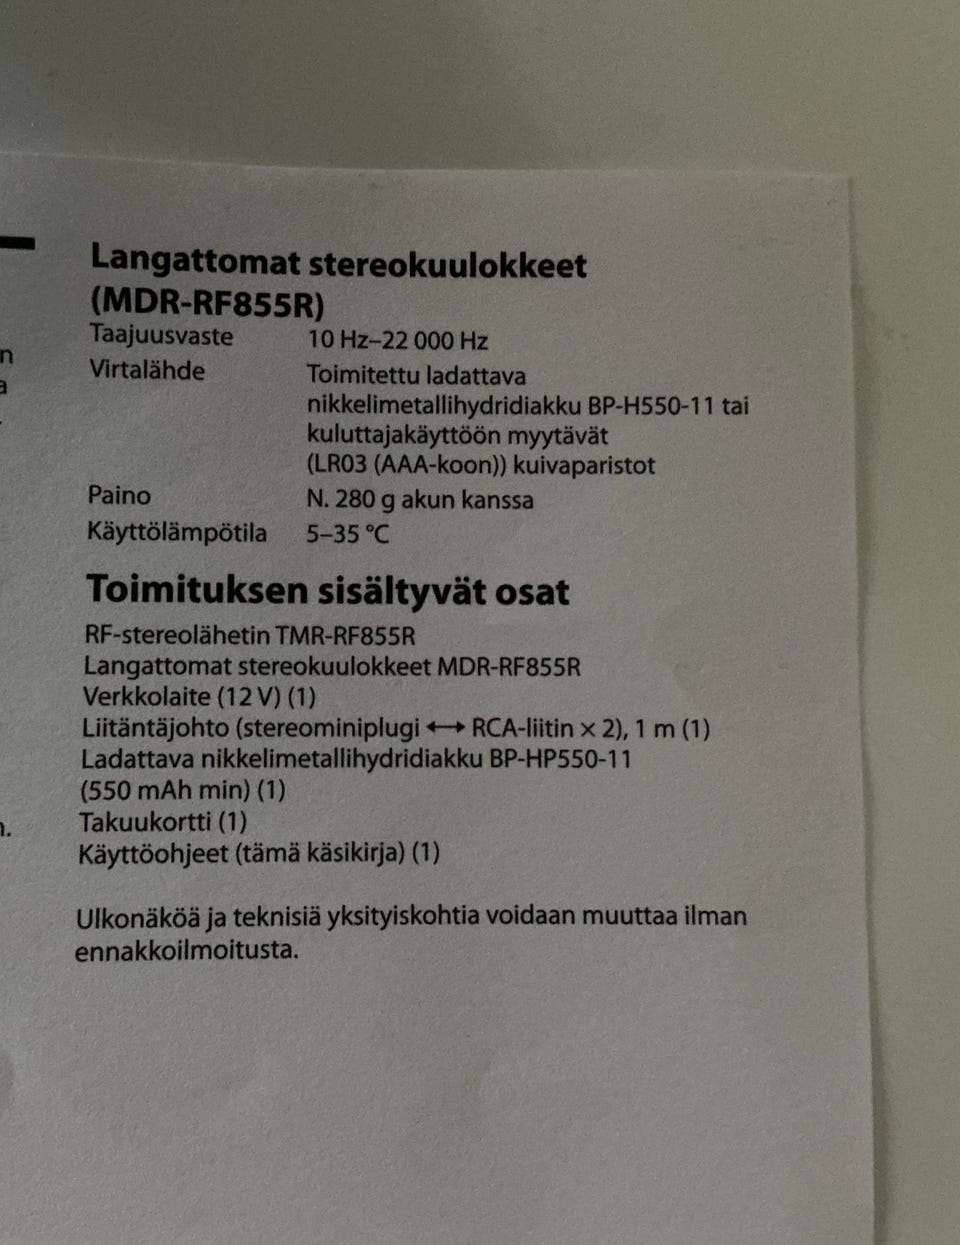 Langattomat stereokuulokkeet
(MDR-RF855R)
Taajuusvaste 10 Hz–22 000 Hz
Virtalähde Toimitettu ladattava
nikkelimetallihydridiakku BP-H550-11 tai
kuluttajakäyttöön myytävät
(LR03 (AAA-koon)) kuivaparistot
Paino N. 280 g akun kanssa
Käyttölämpötila 5–35 °C
Toimituksen sisältyvät osat
RF-stereolähetin TMR-RF855R
Langattomat stereokuulokkeet MDR-RF855R
Verkkolaite (12 V) (1)
Liitäntäjohto (stereominiplugi ⟷ RCA-liitin × 2), 1 m (1)
Ladattava nikkelimetallihydridiakku BP-HP550-11
(550 mAh min) (1)
Takuukortti (1)
Käyttöohjeet (tämä käsikirja) (1)
Ulkonäköä ja teknisiä yksityiskohtia voidaan muuttaa ilman
ennakkoilmoitusta.